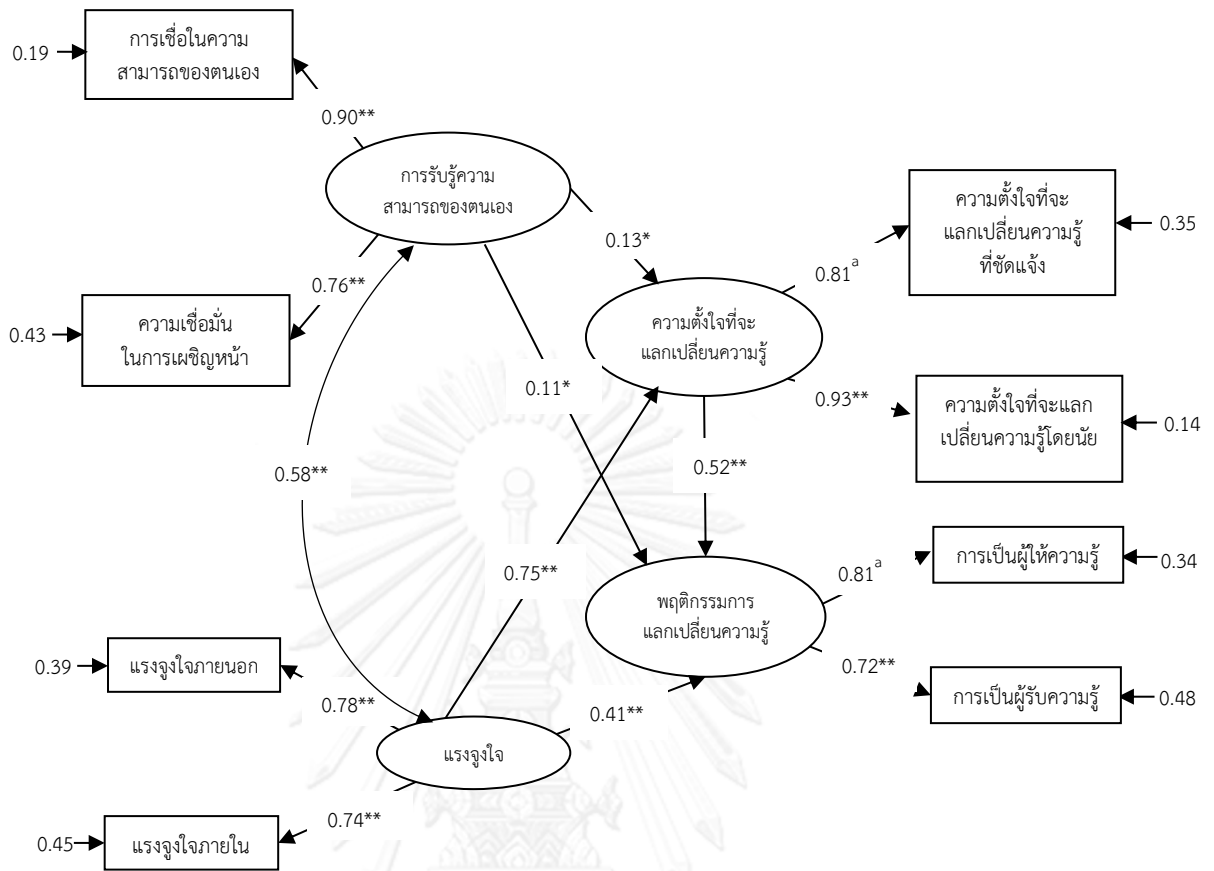 การเชื่อในความ
สามารถของตนเอง
0.19
0.90**
การรับรู้ความ
สามารถของตนเอง
ความตั้งใจที่จะ
แลกเปลี่ยนความรู้
ที่ชัดแจ้ง
0.35
0.13*
0.81ᵃ
0.76**
ความเชื่อมั่น
ในการเผชิญหน้า
0.43
ความตั้งใจที่จะ
แลกเปลี่ยนความรู้
0.11*
0.93**
ความตั้งใจที่จะแลก
เปลี่ยนความรู้โดยนัย
0.14
0.58**
0.52**
การเป็นผู้ให้ความรู้
0.34
0.75**
0.81ᵃ
พฤติกรรมการ
แลกเปลี่ยนความรู้
0.39
แรงจูงใจภายนอก
0.72**
การเป็นผู้รับความรู้
0.48
0.78**
0.41**
แรงจูงใจ
0.74**
0.45
แรงจูงใจภายใน